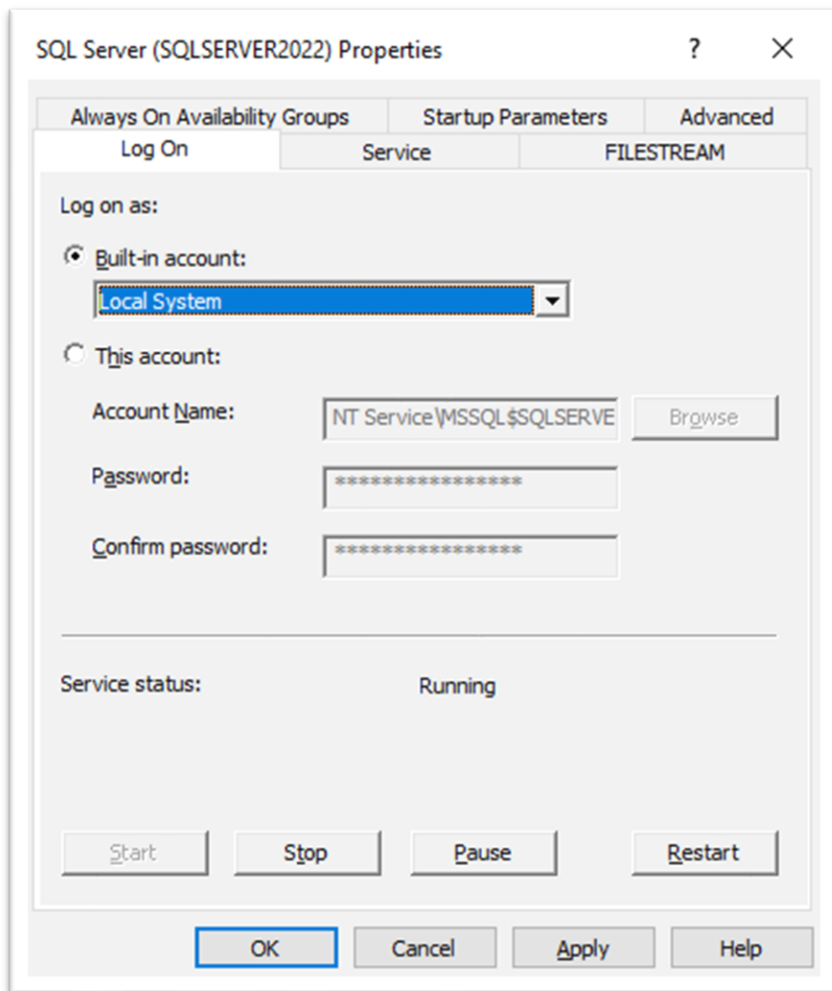 SQL Server (SQLSERVER2022) Properties ? ×
Always On Availability Groups Startup Parameters Advanced
Log On Service FILESTREAM
Log on as:
Built-in account:
Local System
This account:
Account Name: NT Service\MSSQL$SQLSERVE Browse
Password: ****************
Confirm password: ****************
Service status: Running
Start Stop Pause Restart
OK Cancel Apply Help